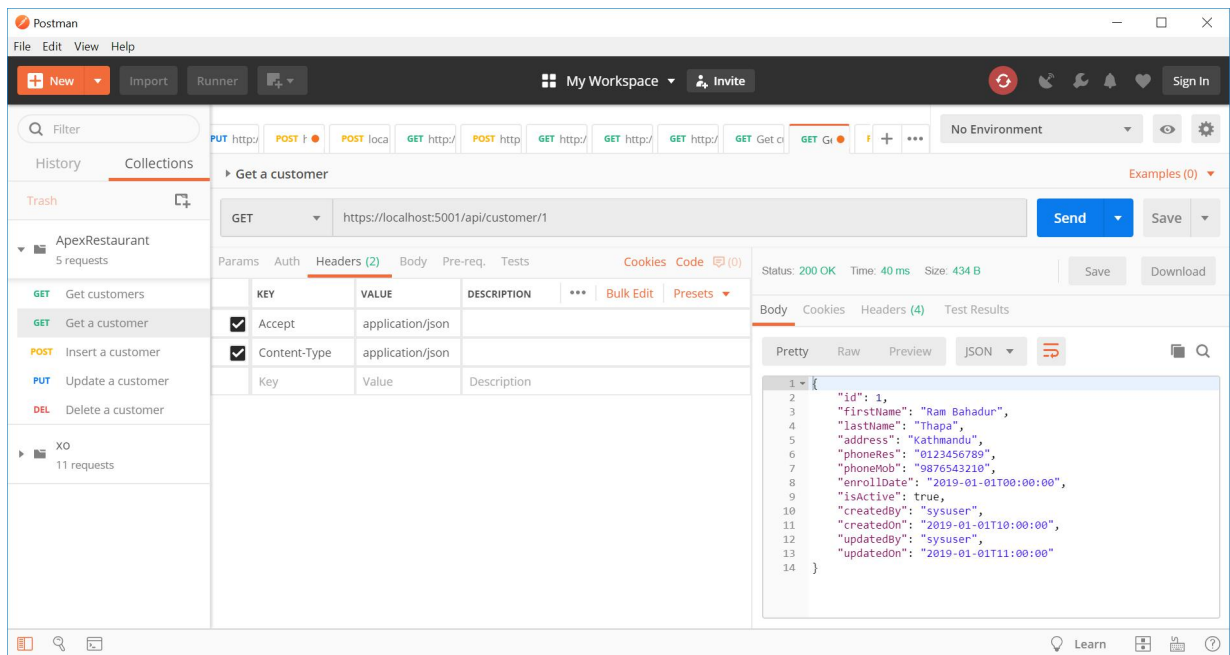 Postman
File Edit View Help
New Import Runner My Workspace Invite Sign In
Filter
History Collections
Trash
ApexRestaurant
5 requests
GET Get customers
GET Get a customer
POST Insert a customer
PUT Update a customer
DEL Delete a customer
xo
11 requests
PUT http:/ POST h POST loca GET http:/ POST http GET http:/ GET http:/ GET http:/ GET Get cu GET Ge + ••• No Environment
Get a customer Examples (0)
GET https://localhost:5001/api/customer/1 Send Save
Params Auth Headers (2) Body Pre-req. Tests Cookies Code (0)
KEY VALUE DESCRIPTION ••• Bulk Edit Presets
Accept application/json
Content-Type application/json
Key Value Description
Status: 200 OK Time: 40 ms Size: 434 B Save Download
Body Cookies Headers (4) Test Results
Pretty Raw Preview JSON
1 {
2 "id": 1,
3 "firstName": "Ram Bahadur",
4 "lastName": "Thapa",
5 "address": "Kathmandu",
6 "phoneRes": "0123456789",
7 "phoneMob": "9876543210",
8 "enrollDate": "2019-01-01T00:00:00",
9 "isActive": true,
10 "createdBy": "sysuser",
11 "createdOn": "2019-01-01T10:00:00",
12 "updatedBy": "sysuser",
13 "updatedOn": "2019-01-01T11:00:00"
14 }
Learn